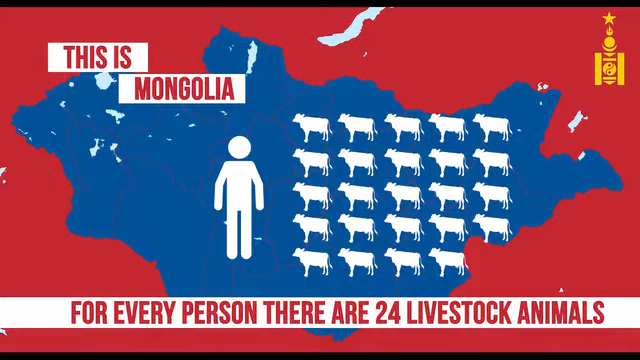 THIS IS
MONGOLIA
FOR EVERY PERSON THERE ARE 24 LIVESTOCK ANIMALS